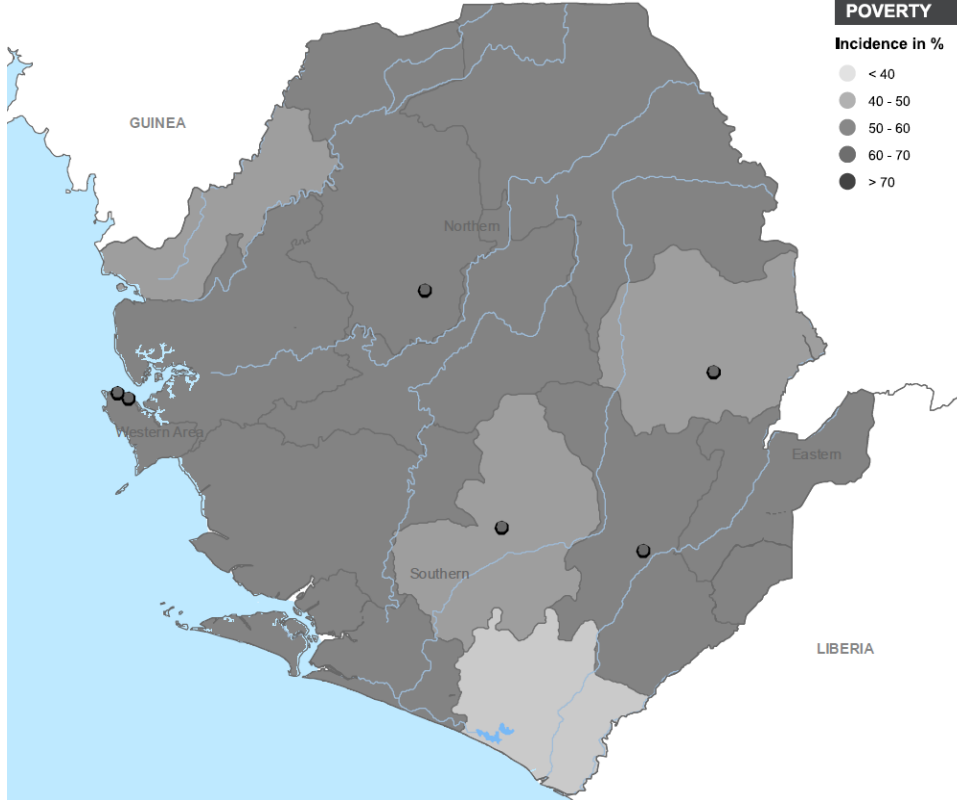 POVERTY
Incidence in %
< 40
40 - 50
50 - 60
60 - 70
> 70
GUINEA
Northern
Western Area
Eastern
Southern
LIBERIA